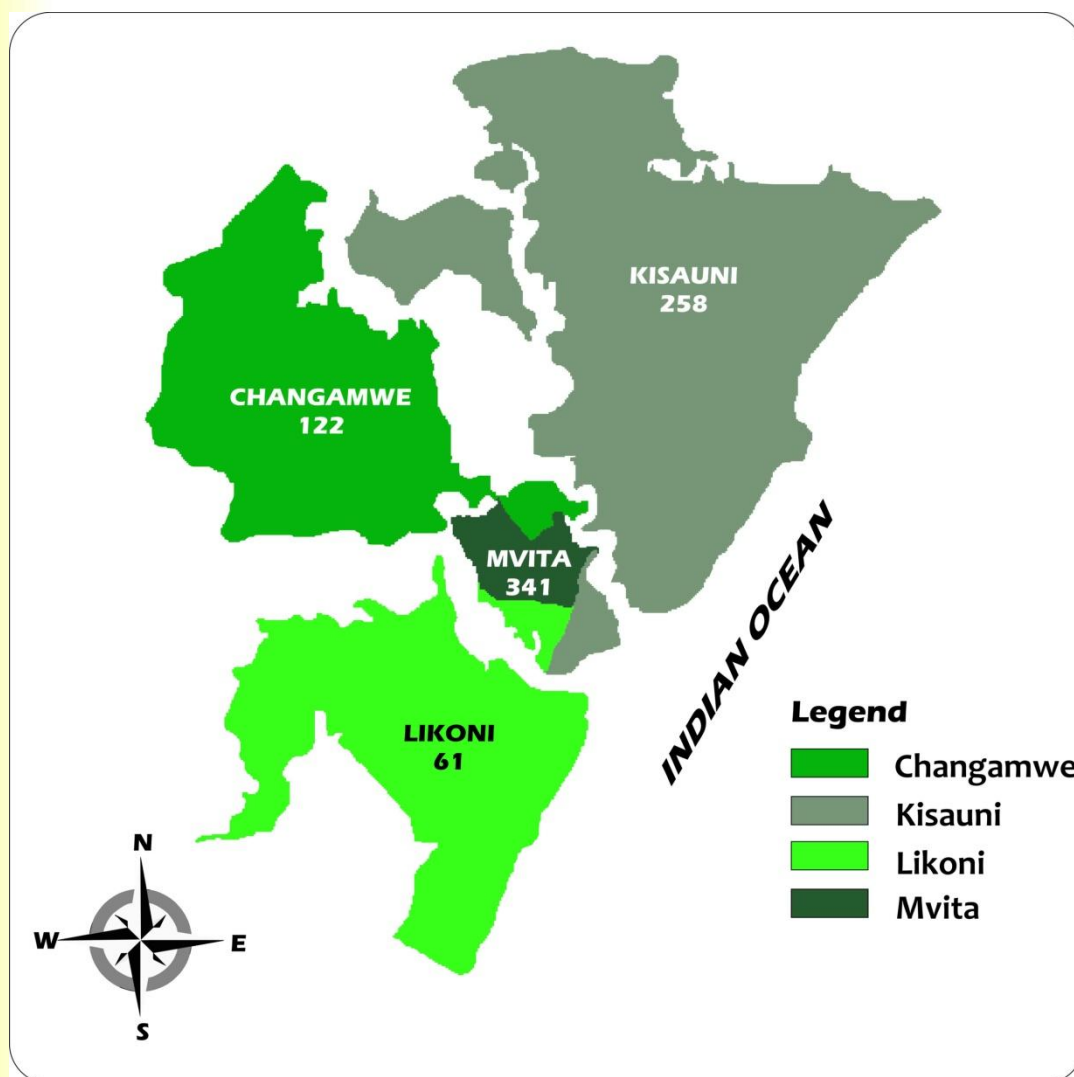 KISAUNI
258
CHANGAMWE
122
MVITA
341
LIKONI
61
INDIAN OCEAN
Legend
Changamwe
Kisauni
Likoni
Mvita
N
W
E
S